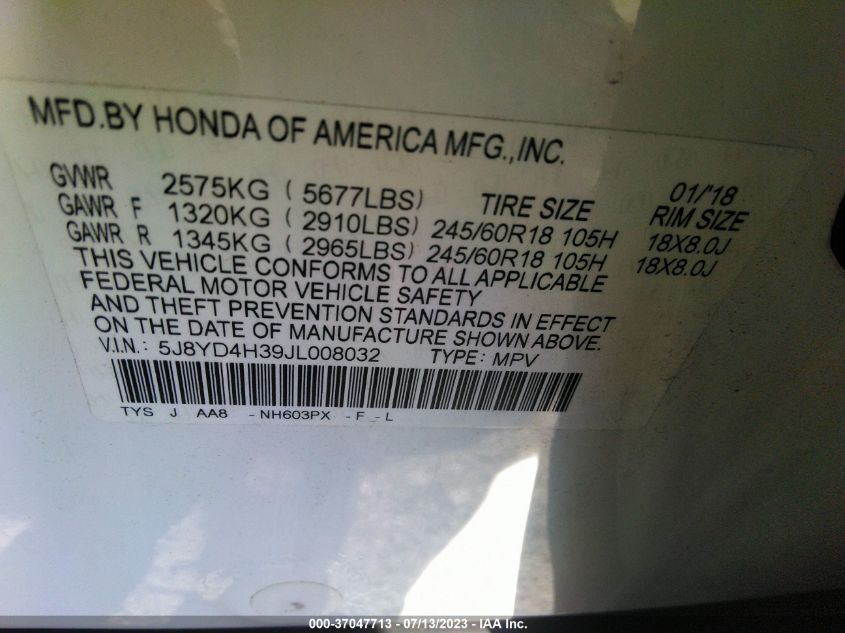 MFD.BY HONDA OF AMERICA MFG.,INC.
GVWR 2575KG ( 5677LBS) TIRE SIZE 01/'18
GAWR F 1320KG ( 2910LBS) 245/60R18 105H RIM SIZE 18X8.0J
GAWR R 1345KG ( 2965LBS) 245/60R18 105H 18X8.0J
THIS VEHICLE CONFORMS TO ALL APPLICABLE
FEDERAL MOTOR VEHICLE SAFETY
AND THEFT PREVENTION STANDARDS IN EFFECT
ON THE DATE OF MANUFACTURE SHOWN ABOVE.
V.I.N.: 5J8YD4H39JL008032 TYPE: MPV
TYS J AA8 - NH603PX - F - L
000-37047713 - 07/13/2023 - IAA Inc.